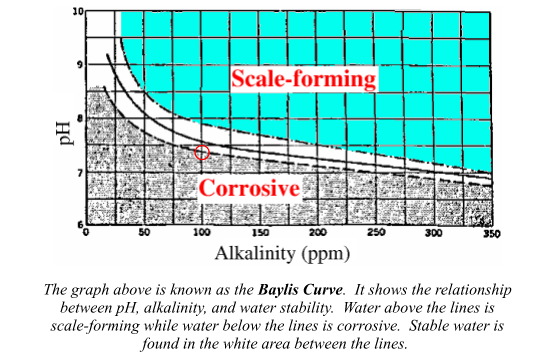 10
9
8
7
6
pH
Scale-forming
Corrosive
0
50
100
150
200
250
300
350
Alkalinity (ppm)
The graph above is known as the Baylis Curve. It shows the relationship
between pH, alkalinity, and water stability. Water above the lines is
scale-forming while water below the lines is corrosive. Stable water is
found in the white area between the lines.